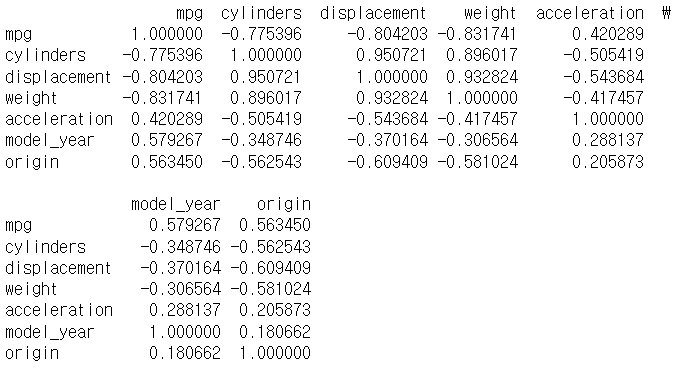 mpg cylinders displacement weight acceleration ₩
mpg 1.000000 -0.775396 -0.804203 -0.831741 0.420289
cylinders -0.775396 1.000000 0.950721 0.896017 -0.505419
displacement -0.804203 0.950721 1.000000 0.932824 -0.543684
weight -0.831741 0.896017 0.932824 1.000000 -0.417457
acceleration 0.420289 -0.505419 -0.543684 -0.417457 1.000000
model_year 0.579267 -0.348746 -0.370164 -0.306564 0.288137
origin 0.563450 -0.562543 -0.609409 -0.581024 0.205873
model_year origin
mpg 0.579267 0.563450
cylinders -0.348746 -0.562543
displacement -0.370164 -0.609409
weight -0.306564 -0.581024
acceleration 0.288137 0.205873
model_year 1.000000 0.180662
origin 0.180662 1.000000